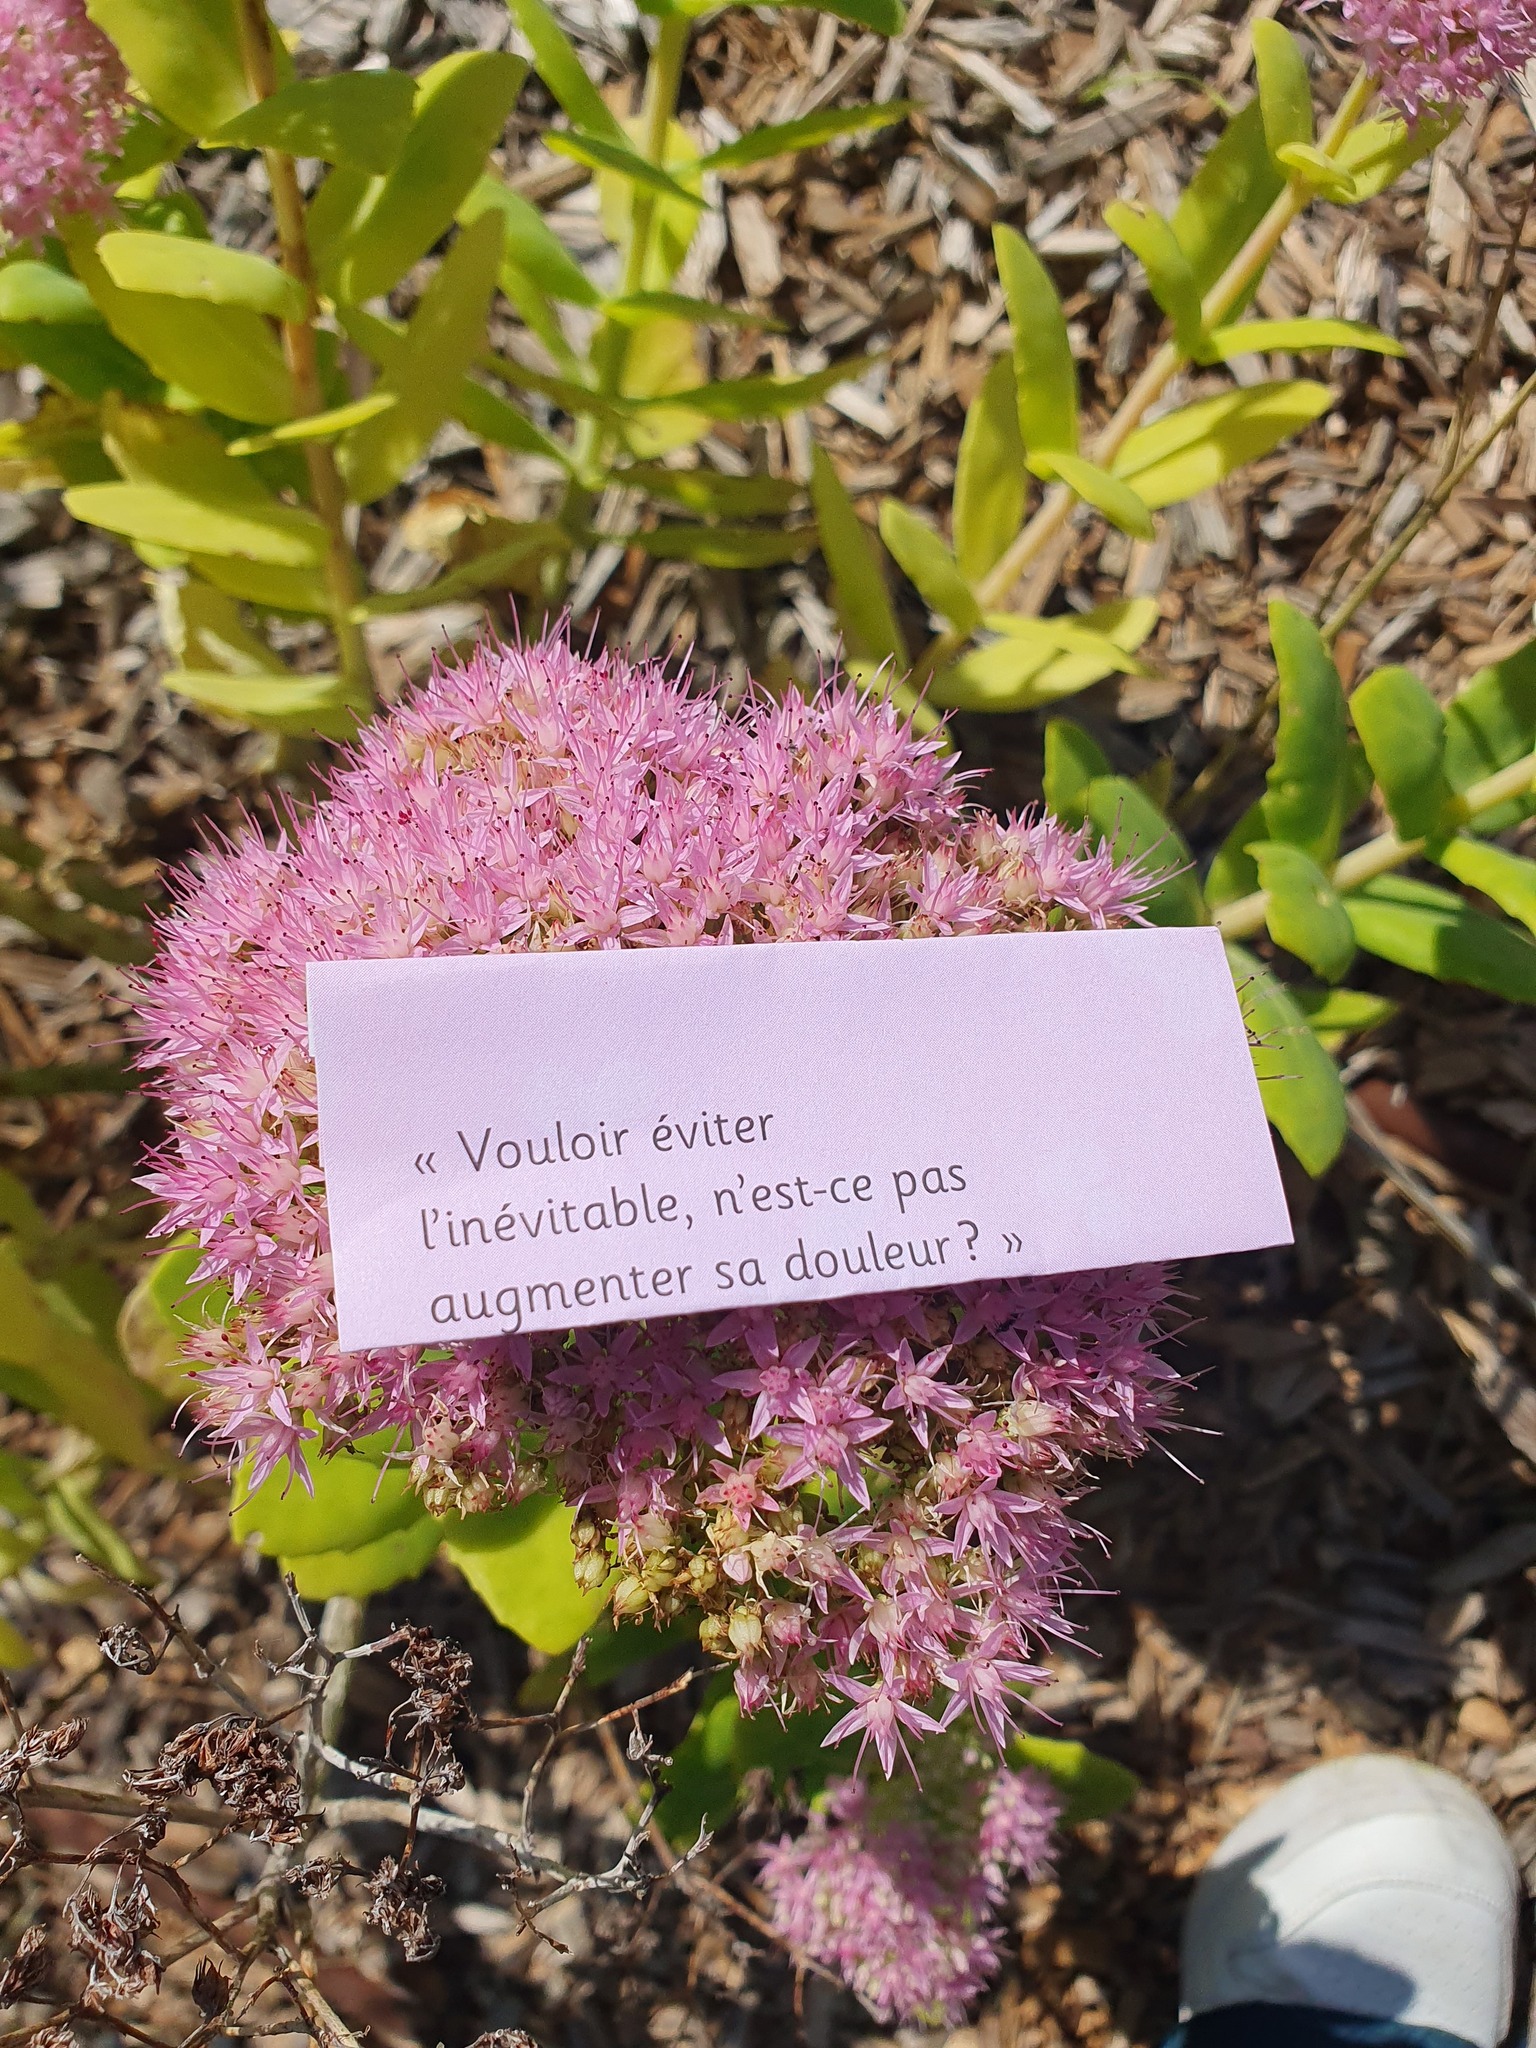 « Vouloir éviter
l’inévitable, n’est-ce pas
augmenter sa douleur ? »